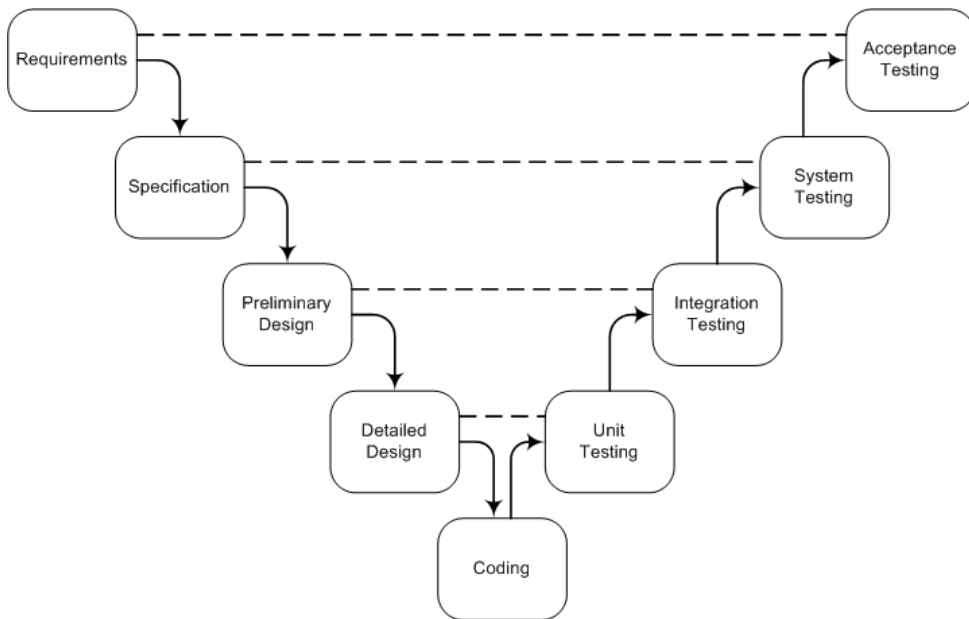 Requirements
Acceptance
Testing
Specification
System
Testing
Preliminary
Design
Integration
Testing
Detailed
Design
Unit
Testing
Coding